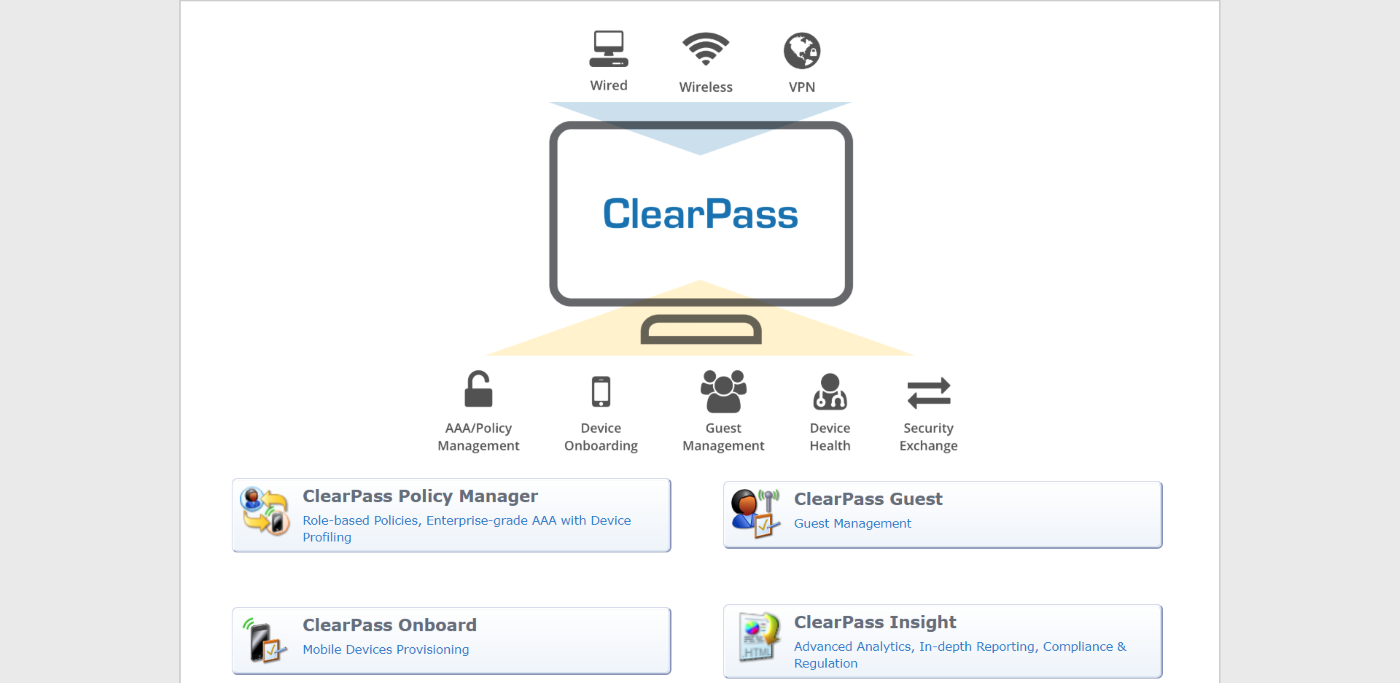 Wired
Wireless
VPN
ClearPass
AAA/Policy
Management
Device
Onboarding
Guest
Management
Device
Health
Security
Exchange
ClearPass Policy Manager
Role-based Policies, Enterprise-grade AAA with Device
Profiling
ClearPass Guest
Guest Management
ClearPass Onboard
Mobile Devices Provisioning
.HTML
ClearPass Insight
Advanced Analytics, In-depth Reporting, Compliance &
Regulation